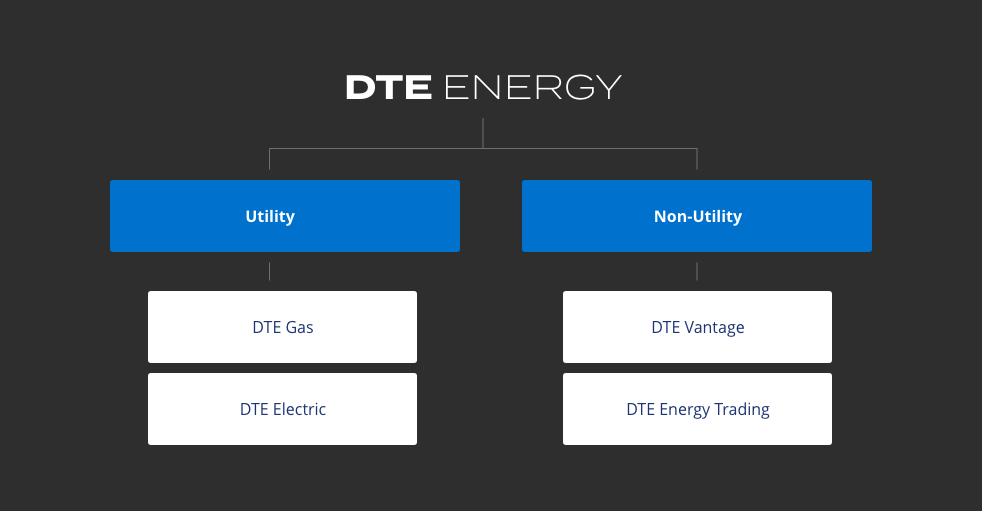 DTE ENERGY
Utility
Non-Utility
DTE Gas
DTE Vantage
DTE Electric
DTE Energy Trading